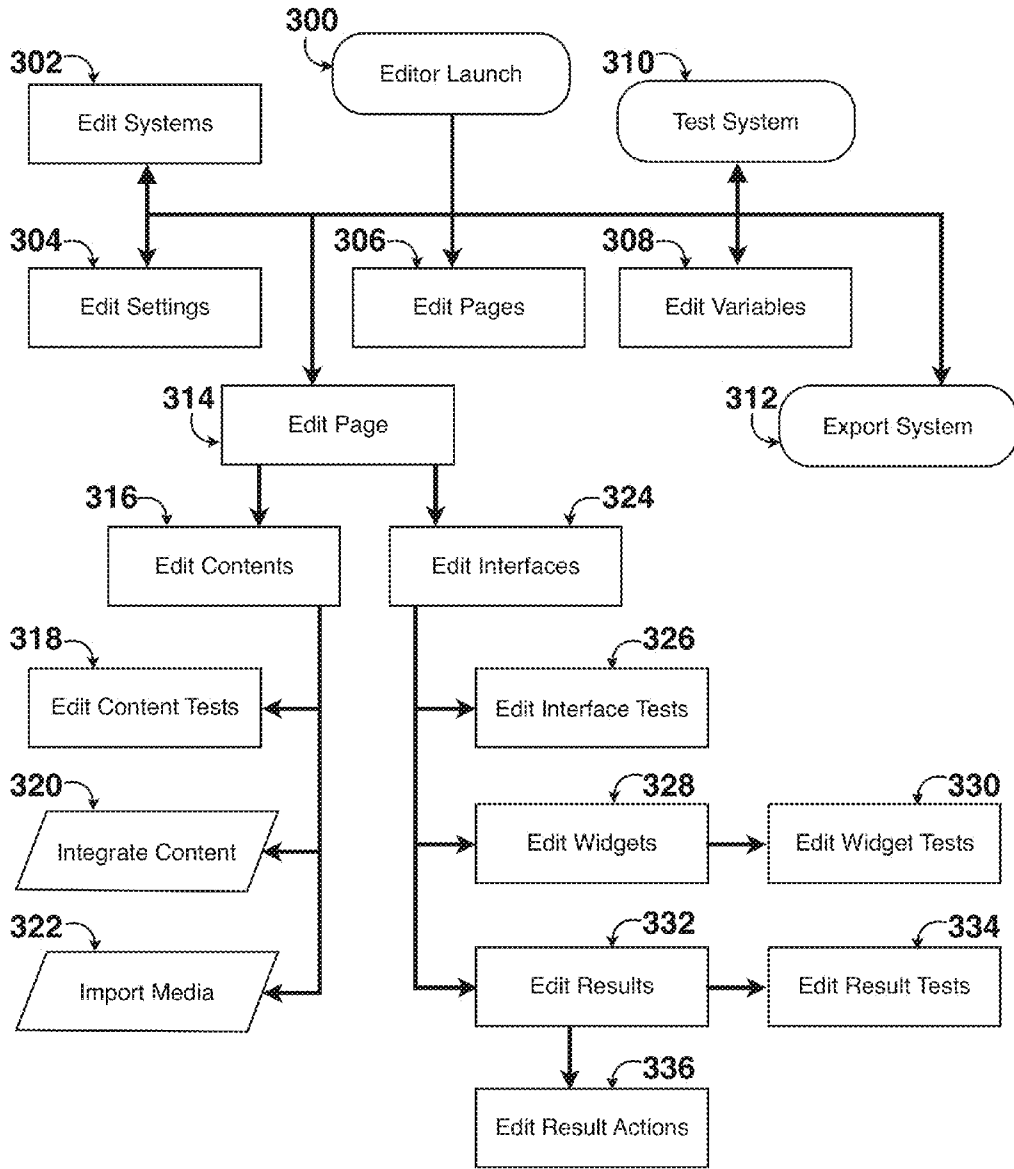 300
Editor Launch
302
Edit Systems
310
Test System
304
Edit Settings
306
Edit Pages
308
Edit Variables
314
Edit Page
312
Export System
316
Edit Contents
324
Edit Interfaces
318
Edit Content Tests
326
Edit Interface Tests
320
Integrate Content
328
Edit Widgets
330
Edit Widget Tests
322
Import Media
332
Edit Results
334
Edit Result Tests
336
Edit Result Actions